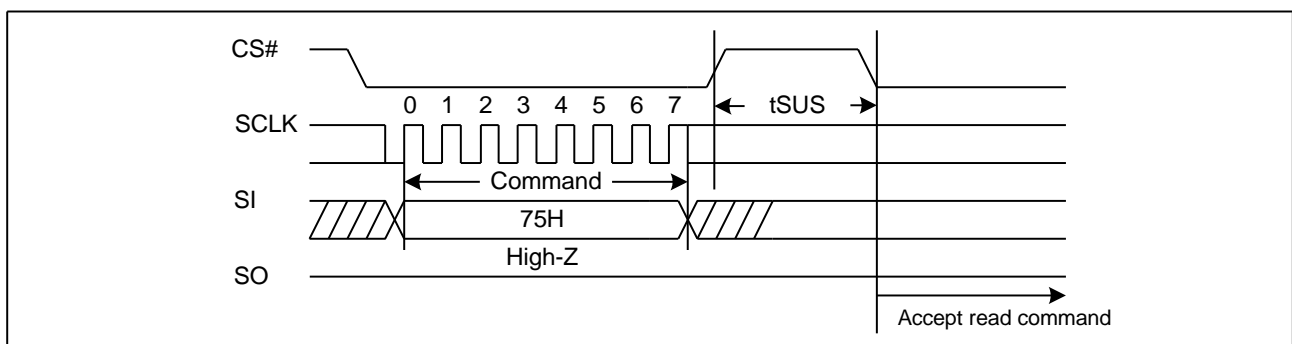 CS#
0 1 2 3 4 5 6 7
tSUS
SCLK
Command
SI
75H
High-Z
SO
Accept read command